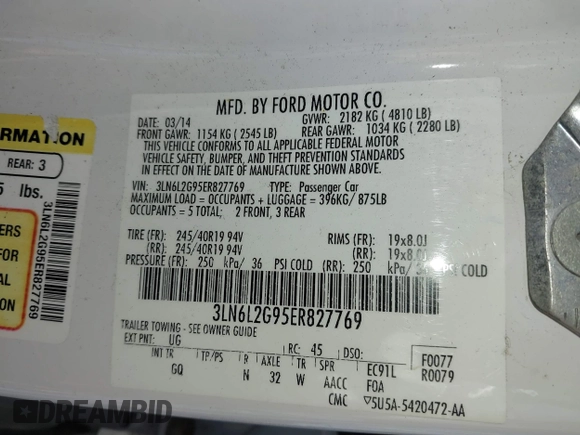 MFD. BY FORD MOTOR CO.
DATE: 03/14 GVWR: 2182 KG ( 4810 LB)
FRONT GAWR: 1154 KG ( 2545 LB) REAR GAWR: 1034 KG ( 2280 LB)
THIS VEHICLE CONFORMS TO ALL APPLICABLE FEDERAL MOTOR
VEHICLE SAFETY, BUMPER, AND THEFT PREVENTION STANDARDS
IN EFFECT ON THE DATE OF MANUFACTURE SHOWN ABOVE.
VIN: 3LN6L2G95ER827769 TYPE: Passenger Car
MAXIMUM LOAD = OCCUPANTS + LUGGAGE = 396KG/ 875LB
OCCUPANTS = 5 TOTAL: 2 FRONT, 3 REAR
TIRE (FR): 245/40R19 94V RIMS (FR): 19x8.0J
(RR): 245/40R19 94V (RR): 19x8.0J
PRESSURE (FR): 250 kPa/ 36 PSI COLD (RR): 250 kPa/ 36 PSI COLD
3LN6L2G95ER827769
TRAILER TOWING - SEE OWNER GUIDE
EXT PNT: UG RC: 45 DSO: F0077
INT TR TP/PS R AXLE TR SPR EC91L R0079
GQ N 32 W AACC FOA
CMC ▽5U5A-5420472-AA
ORMATION
REAR: 3
5 lbs.
ERS
FOR
AL
ION
3LN6L2G95ER827769
DREAMBID